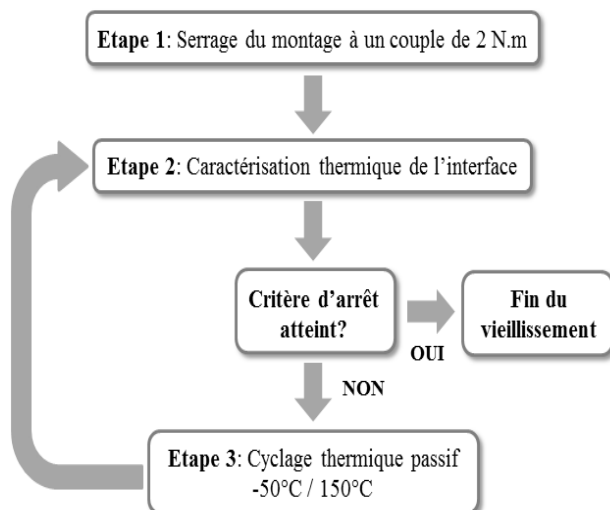 Etape 1: Serrage du montage à un couple de 2 N.m
Etape 2: Caractérisation thermique de l'interface
Critère d'arrêt
atteint?
OUI
Fin du
vieillissement
NON
Etape 3: Cyclage thermique passif
-50°C / 150°C